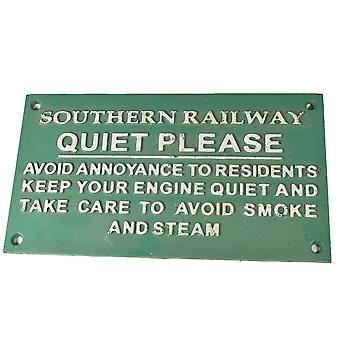 SOUTHERN RAILWAY
QUIET PLEASE
AVOID ANNOYANCE TO RESIDENTS
KEEP YOUR ENGINE QUIET AND
TAKE CARE TO AVOID SMOKE
AND STEAM